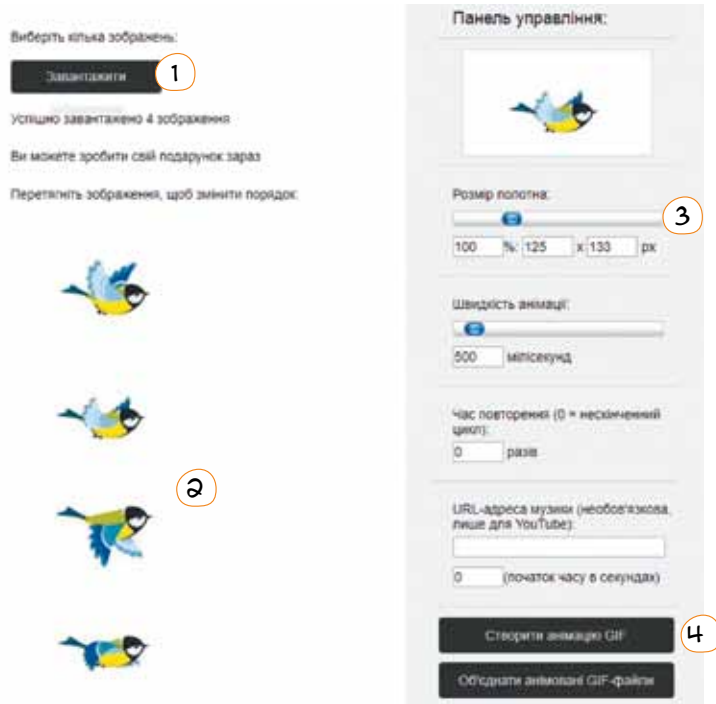 Виберіть кілька зображень:
Завантажити
1
Успішно завантажено 4 зображення
Ви можете зробити свій подарунок зараз
Перетягніть зображення, щоб змінити порядок:
2
Панель управління:
Розмір полотна:
3
100 %: 125 x 133 px
Швидкість анімації:
500 мілісекунд
Час повторення (0 = нескінченний
цикл):
0 разів
URL-адреса музики (необов'язкова,
лише для YouTube):
0 (початок часу в секундах)
Створити анімацію GIF
4
Об'єднати анімовані GIF-файли